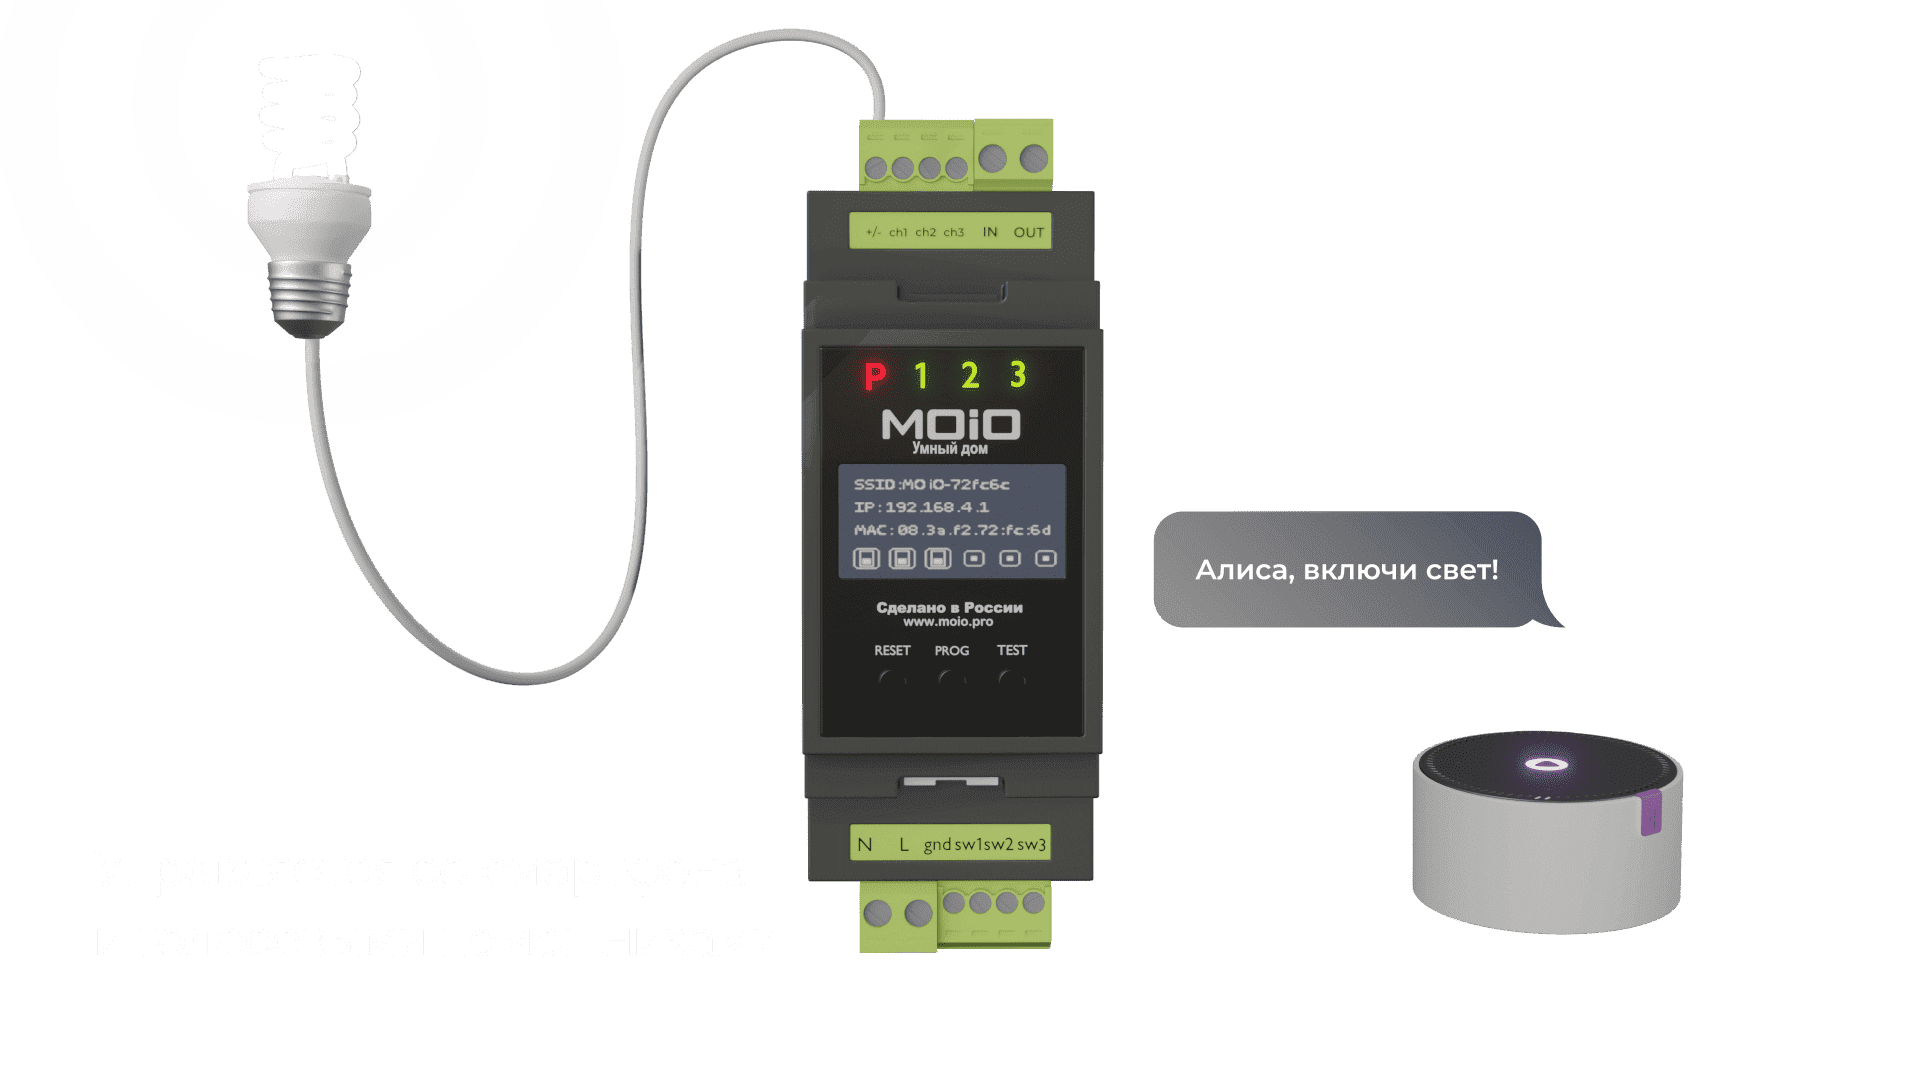 +/- ch1 ch2 ch3 IN OUT
P 1 2 3
MOiO
Умный дом
SSID:MOiO-72fc6c
IP:192.168.4.1
MAC:08.3a.f2.72:fc:6d
Сделано в России
www.moio.pro
RESET PROG TEST
N L gnd sw1 sw2 sw3
Алиса, включи свет!